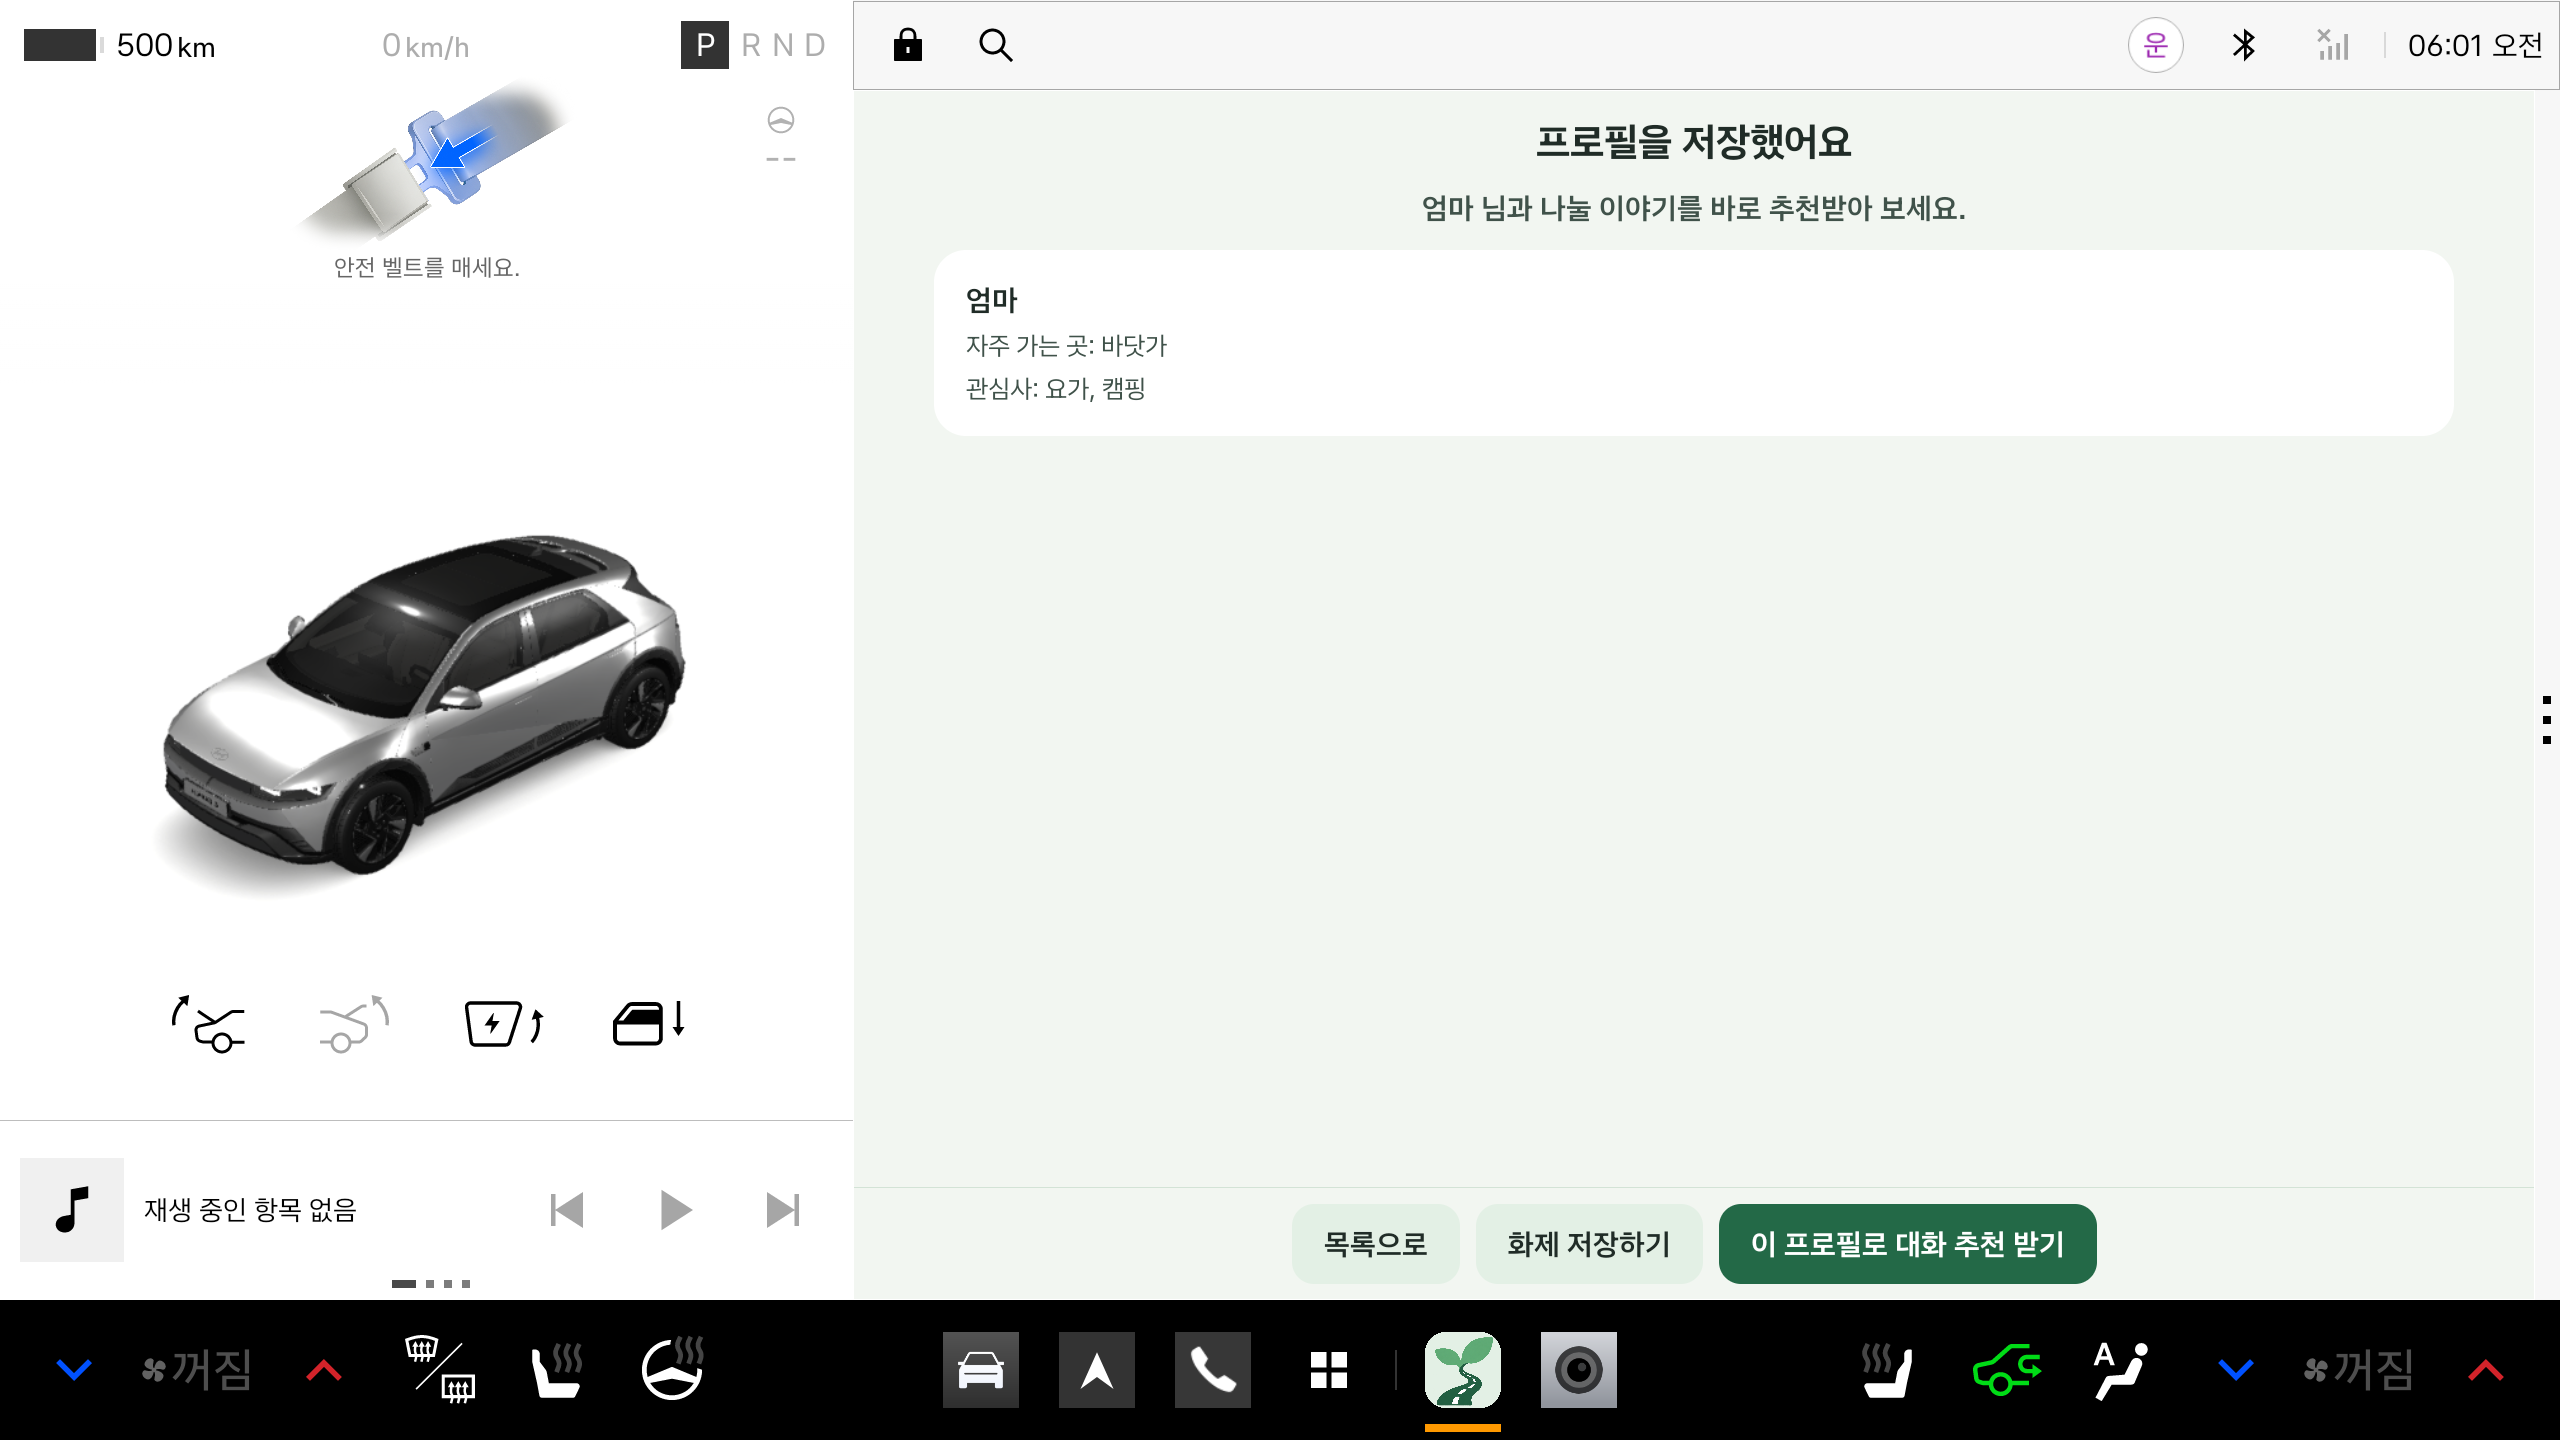 500 km
0 km/h
P R N D
안전 벨트를 매세요.
재생 중인 항목 없음
운
06:01 오전
프로필을 저장했어요
엄마 님과 나눌 이야기를 바로 추천받아 보세요.
엄마
자주 가는 곳: 바닷가
관심사: 요가, 캠핑
목록으로
화제 저장하기
이 프로필로 대화 추천 받기
꺼짐
A
꺼짐